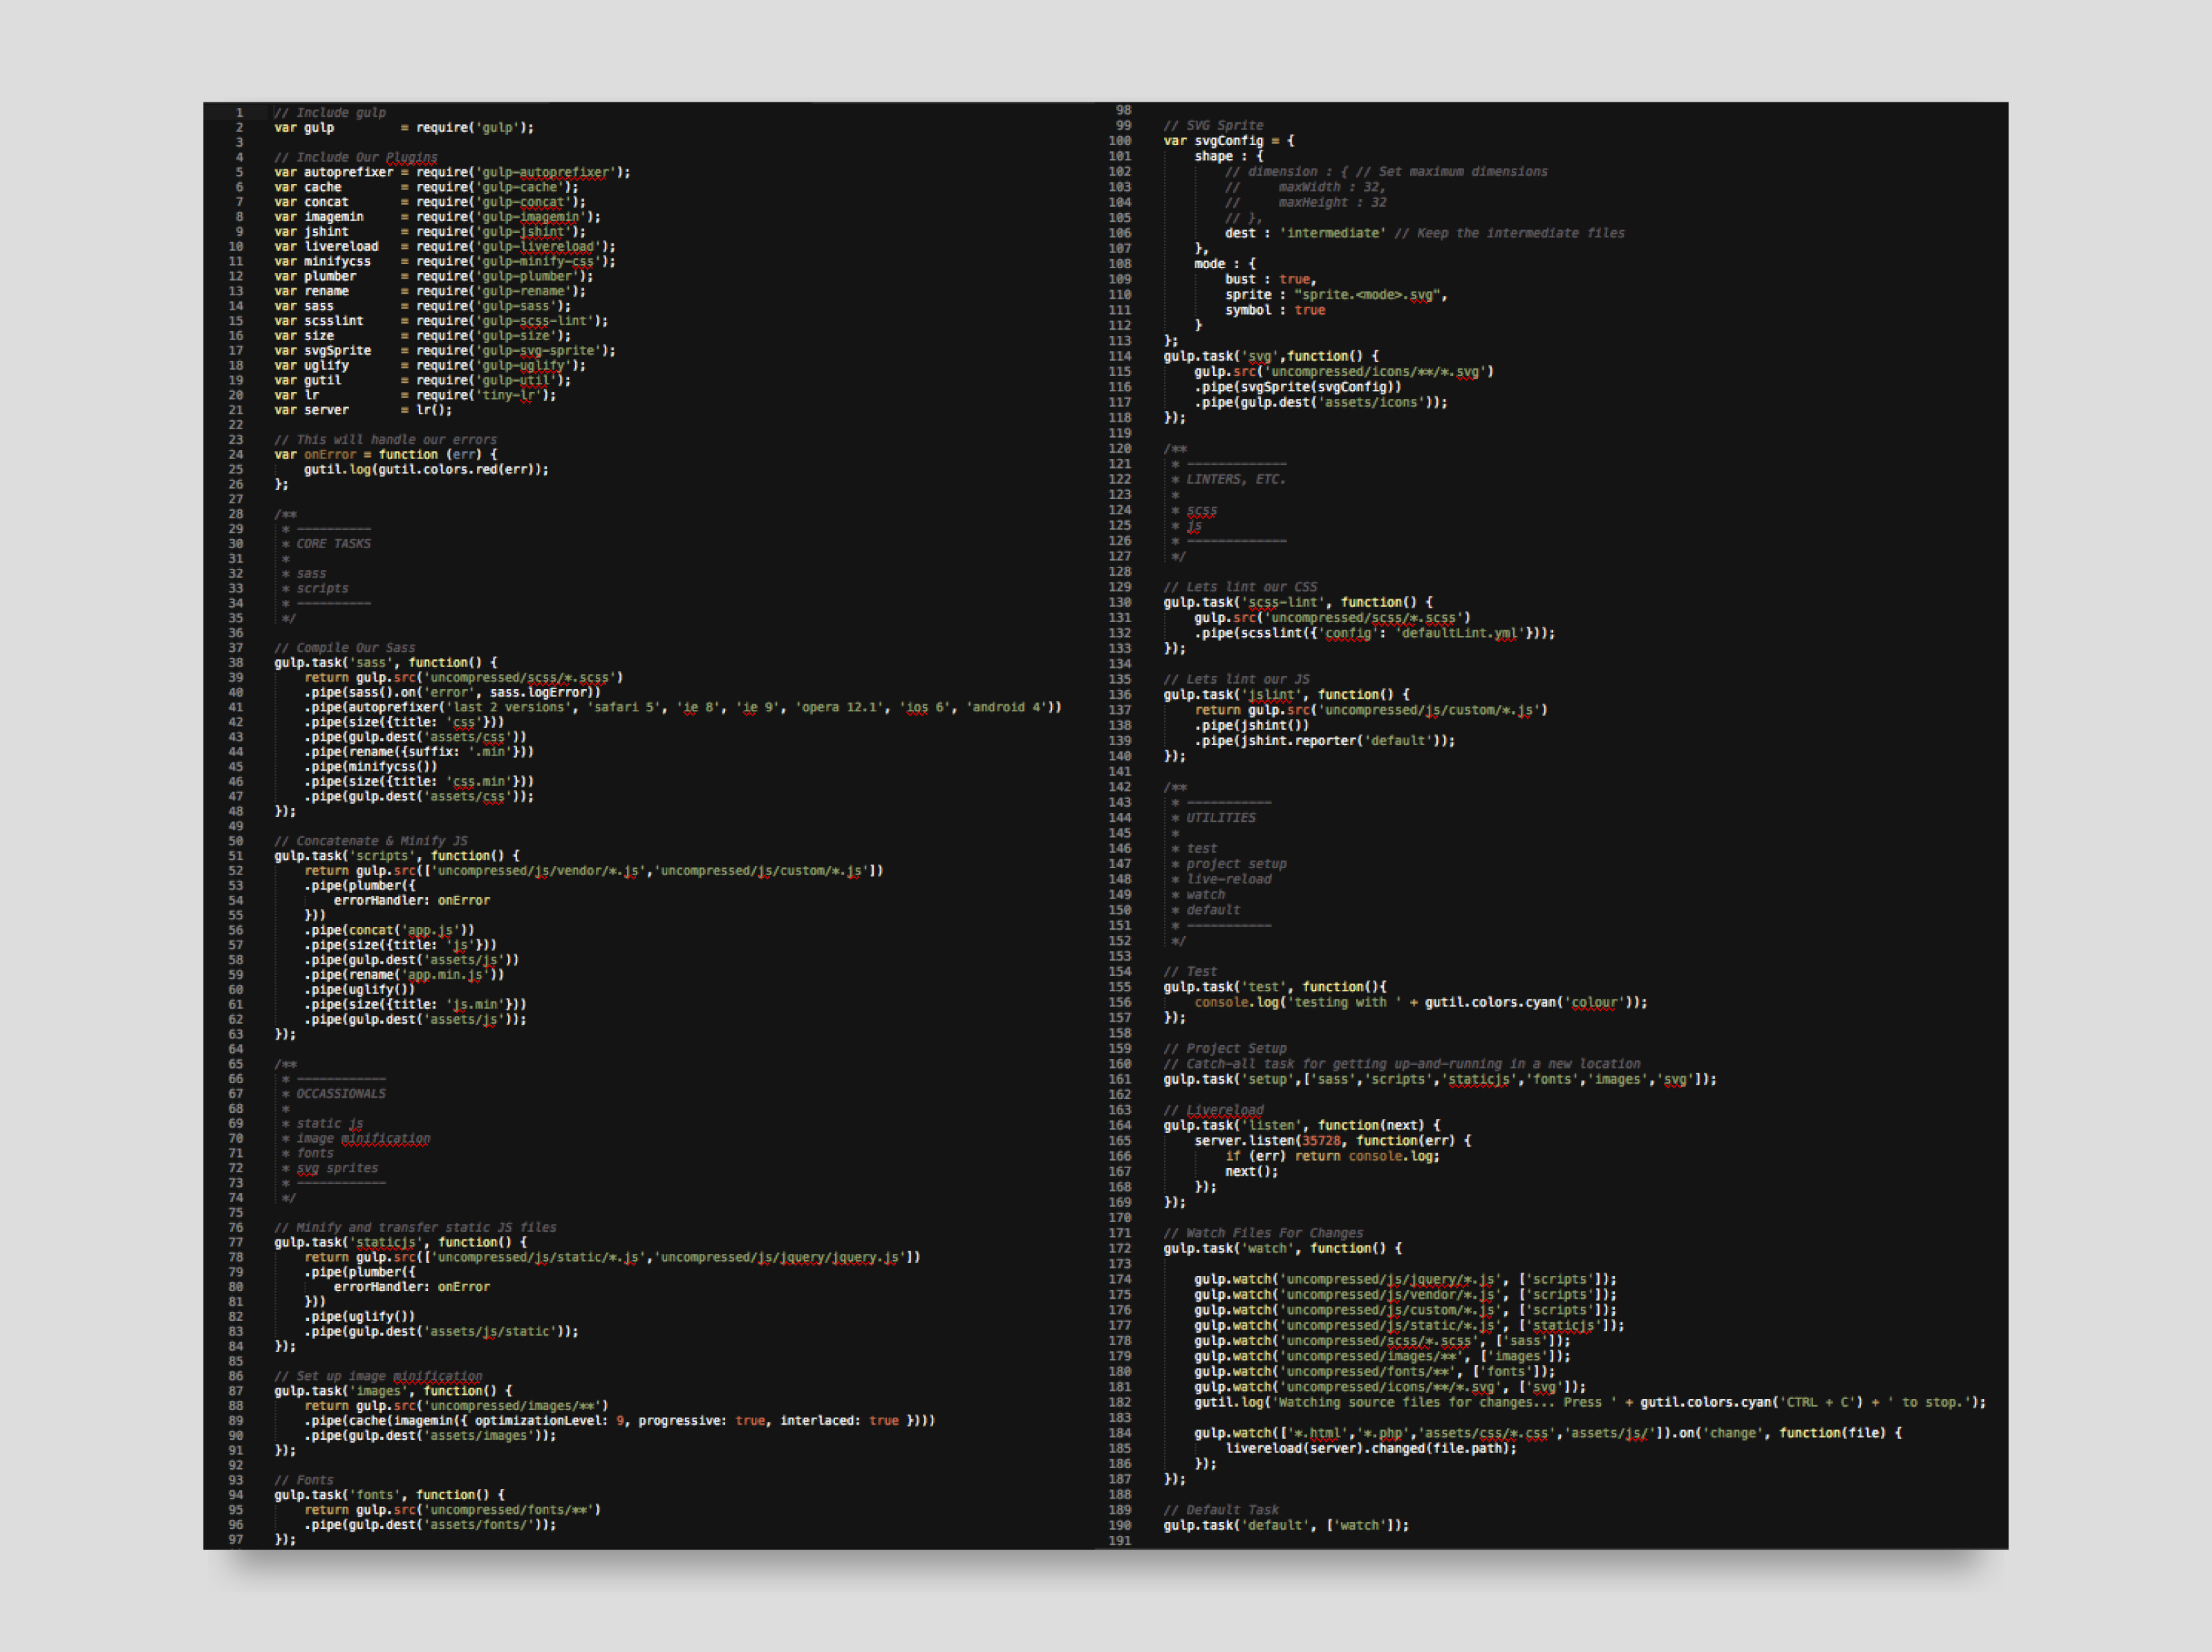 1 // Include gulp
2 var gulp = require('gulp');
3
4 // Include Our Plugins
5 var autoprefixer = require('gulp-autoprefixer');
6 var cache = require('gulp-cache');
7 var concat = require('gulp-concat');
8 var imagemin = require('gulp-imagemin');
9 var jshint = require('gulp-jshint');
10 var livereload = require('gulp-livereload');
11 var minifycss = require('gulp-minify-css');
12 var plumber = require('gulp-plumber');
13 var rename = require('gulp-rename');
14 var sass = require('gulp-sass');
15 var scsslint = require('gulp-scss-lint');
16 var size = require('gulp-size');
17 var svgSprite = require('gulp-svg-sprite');
18 var uglify = require('gulp-uglify');
19 var gutil = require('gulp-util');
20 var lr = require('tiny-lr');
21 var server = lr();
22
23 // This will handle our errors
24 var onError = function (err) {
25 gutil.log(gutil.colors.red(err));
26 };
27
28 /**
29 * ----------
30 * CORE TASKS
31 *
32 * sass
33 * scripts
34 * ----------
35 */
36
37 // Compile Our Sass
38 gulp.task('sass', function() {
39 return gulp.src('uncompressed/scss/*.scss')
40 .pipe(sass().on('error', sass.logError))
41 .pipe(autoprefixer('last 2 versions', 'safari 5', 'ie 8', 'ie 9', 'opera 12.1', 'ios 6', 'android 4'))
42 .pipe(size({title: 'css'}))
43 .pipe(gulp.dest('assets/css'))
44 .pipe(rename({suffix: '.min'}))
45 .pipe(minifycss())
46 .pipe(size({title: 'css.min'}))
47 .pipe(gulp.dest('assets/css'));
48 });
49
50 // Concatenate & Minify JS
51 gulp.task('scripts', function() {
52 return gulp.src(['uncompressed/js/vendor/*.js','uncompressed/js/custom/*.js'])
53 .pipe(plumber({
54 errorHandler: onError
55 }))
56 .pipe(concat('app.js'))
57 .pipe(size({title: 'js'}))
58 .pipe(gulp.dest('assets/js'))
59 .pipe(rename('app.min.js'))
60 .pipe(uglify())
61 .pipe(size({title: 'js.min'}))
62 .pipe(gulp.dest('assets/js'));
63 });
64
65 /**
66 * ------------
67 * OCCASSIONALS
68 *
69 * static js
70 * image minification
71 * fonts
72 * svg sprites
73 * ------------
74 */
75
76 // Minify and transfer static JS files
77 gulp.task('staticjs', function() {
78 return gulp.src(['uncompressed/js/static/*.js','uncompressed/js/jquery/jquery.js'])
79 .pipe(plumber({
80 errorHandler: onError
81 }))
82 .pipe(uglify())
83 .pipe(gulp.dest('assets/js/static'));
84 });
85
86 // Set up image minification
87 gulp.task('images', function() {
88 return gulp.src('uncompressed/images/**')
89 .pipe(cache(imagemin({ optimizationLevel: 9, progressive: true, interlaced: true })))
90 .pipe(gulp.dest('assets/images'));
91 });
92
93 // Fonts
94 gulp.task('fonts', function() {
95 return gulp.src('uncompressed/fonts/**')
96 .pipe(gulp.dest('assets/fonts/'));
97 });
98
99 // SVG Sprite
100 var svgConfig = {
101 shape : {
102 // dimension : { // Set maximum dimensions
103 // maxWidth : 32,
104 // maxHeight : 32
105 // },
106 dest : 'intermediate' // Keep the intermediate files
107 },
108 mode : {
109 bust : true,
110 sprite : "sprite.<mode>.svg",
111 symbol : true
112 }
113 };
114 gulp.task('svg',function() {
115 gulp.src('uncompressed/icons/**/*.svg')
116 .pipe(svgSprite(svgConfig))
117 .pipe(gulp.dest('assets/icons'));
118 });
119
120 /**
121 * -------------
122 * LINTERS, ETC.
123 *
124 * scss
125 * js
126 * -------------
127 */
128
129 // Lets lint our CSS
130 gulp.task('scss-lint', function() {
131 gulp.src('uncompressed/scss/*.scss')
132 .pipe(scsslint({'config': 'defaultLint.yml'}));
133 });
134
135 // Lets lint our JS
136 gulp.task('jslint', function() {
137 return gulp.src('uncompressed/js/custom/*.js')
138 .pipe(jshint())
139 .pipe(jshint.reporter('default'));
140 });
141
142 /**
143 * -----------
144 * UTILITIES
145 *
146 * test
147 * project setup
148 * live-reload
149 * watch
150 * default
151 * -----------
152 */
153
154 // Test
155 gulp.task('test', function(){
156 console.log('testing with ' + gutil.colors.cyan('colour'));
157 });
158
159 // Project Setup
160 // Catch-all task for getting up-and-running in a new location
161 gulp.task('setup',['sass','scripts','staticjs','fonts','images','svg']);
162
163 // Livereload
164 gulp.task('listen', function(next) {
165 server.listen(35728, function(err) {
166 if (err) return console.log;
167 next();
168 });
169 });
170
171 // Watch Files For Changes
172 gulp.task('watch', function() {
173
174 gulp.watch('uncompressed/js/jquery/*.js', ['scripts']);
175 gulp.watch('uncompressed/js/vendor/*.js', ['scripts']);
176 gulp.watch('uncompressed/js/custom/*.js', ['scripts']);
177 gulp.watch('uncompressed/js/static/*.js', ['staticjs']);
178 gulp.watch('uncompressed/scss/*.scss', ['sass']);
179 gulp.watch('uncompressed/images/**', ['images']);
180 gulp.watch('uncompressed/fonts/**', ['fonts']);
181 gulp.watch('uncompressed/icons/**/*.svg', ['svg']);
182 gutil.log('Watching source files for changes... Press ' + gutil.colors.cyan('CTRL + C') + ' to stop.');
183
184 gulp.watch(['*.html','*.php','assets/css/*.css','assets/js/']).on('change', function(file) {
185 livereload(server).changed(file.path);
186 });
187 });
188
189 // Default Task
190 gulp.task('default', ['watch']);
191